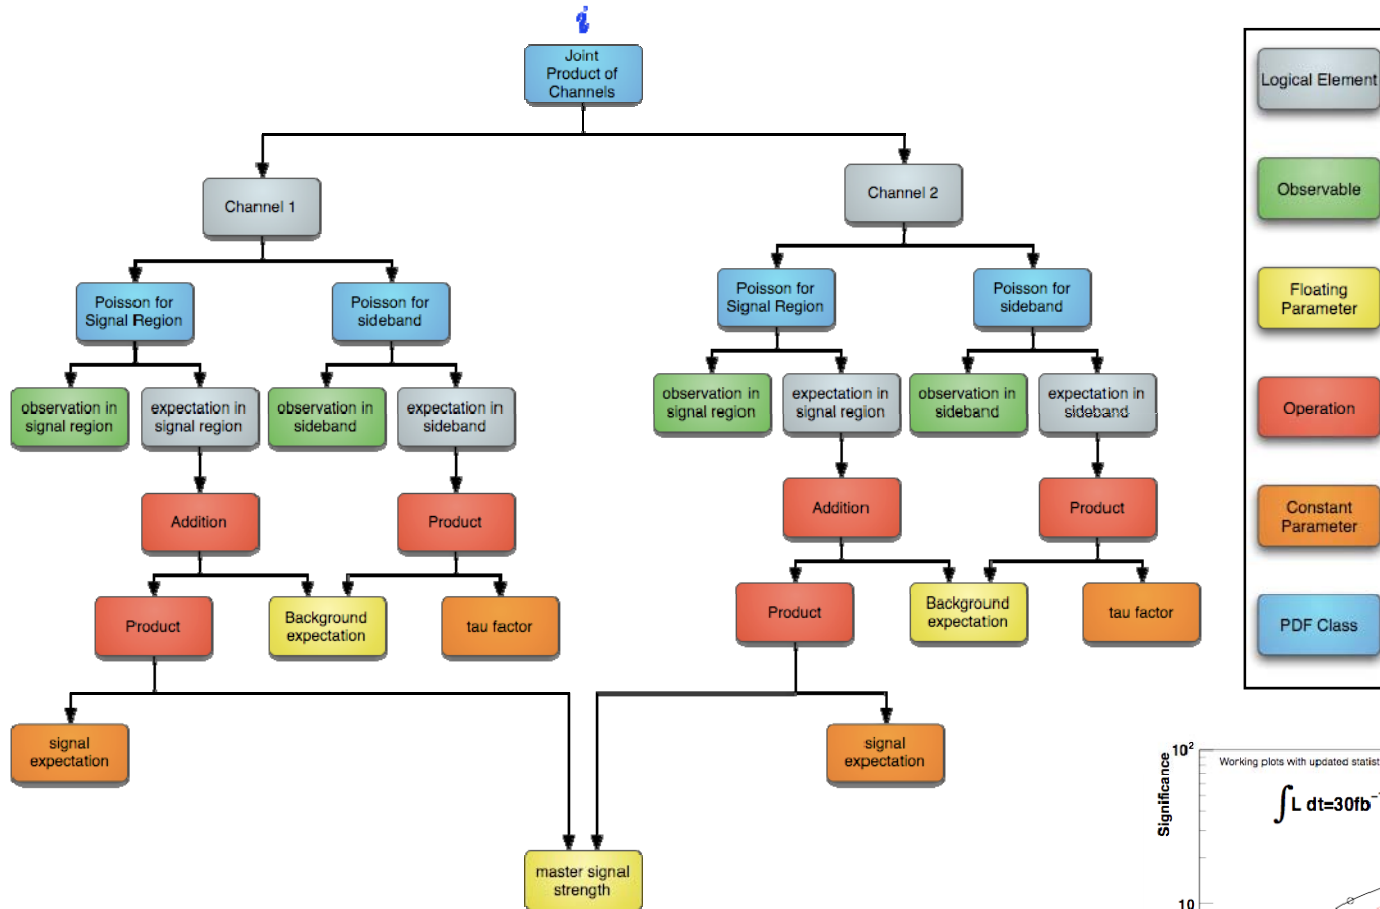 i
Joint
Product of
Channels
Channel 1
Channel 2
Poisson for
Signal Region
Poisson for
sideband
Poisson for
Signal Region
Poisson for
sideband
observation in
signal region
expectation in
signal region
observation in
sideband
expectation in
sideband
observation in
signal region
expectation in
signal region
observation in
sideband
expectation in
sideband
Addition
Product
Addition
Product
Product
Background
expectation
tau factor
Product
Background
expectation
tau factor
signal
expectation
signal
expectation
master signal
strength
Logical Element
Observable
Floating
Parameter
Operation
Constant
Parameter
PDF Class
Significance
10²
Working plots with updated statist
∫L dt=30fb⁻
10